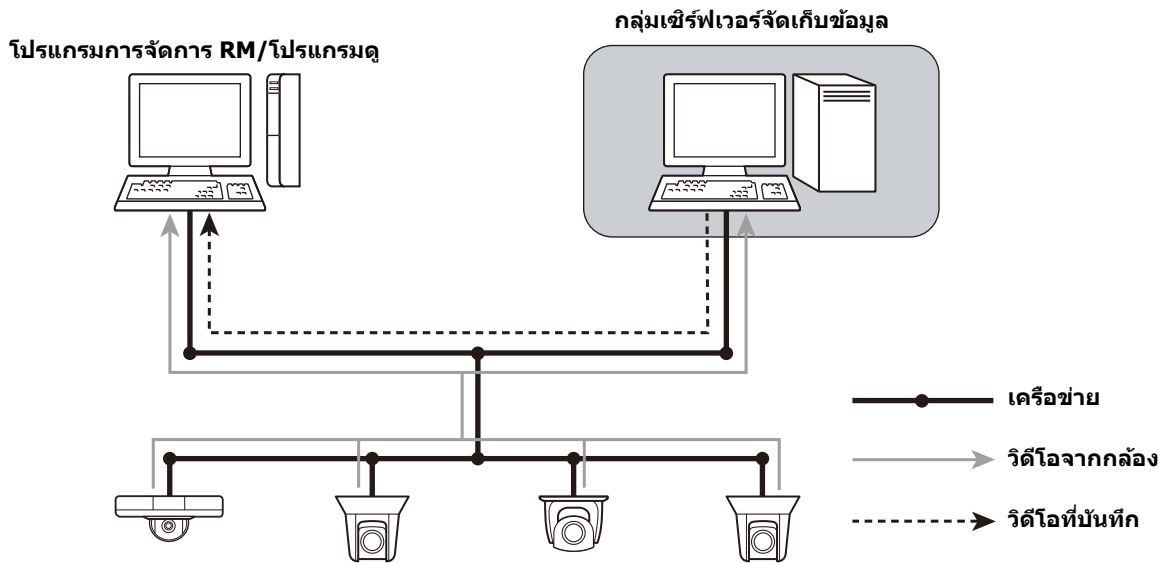 กลุ่มเซิร์ฟเวอร์จัดเก็บข้อมูล
โปรแกรมการจัดการ RM/โปรแกรมดู
เครือข่าย
วิดีโอจากกล้อง
วิดีโอที่บันทึก